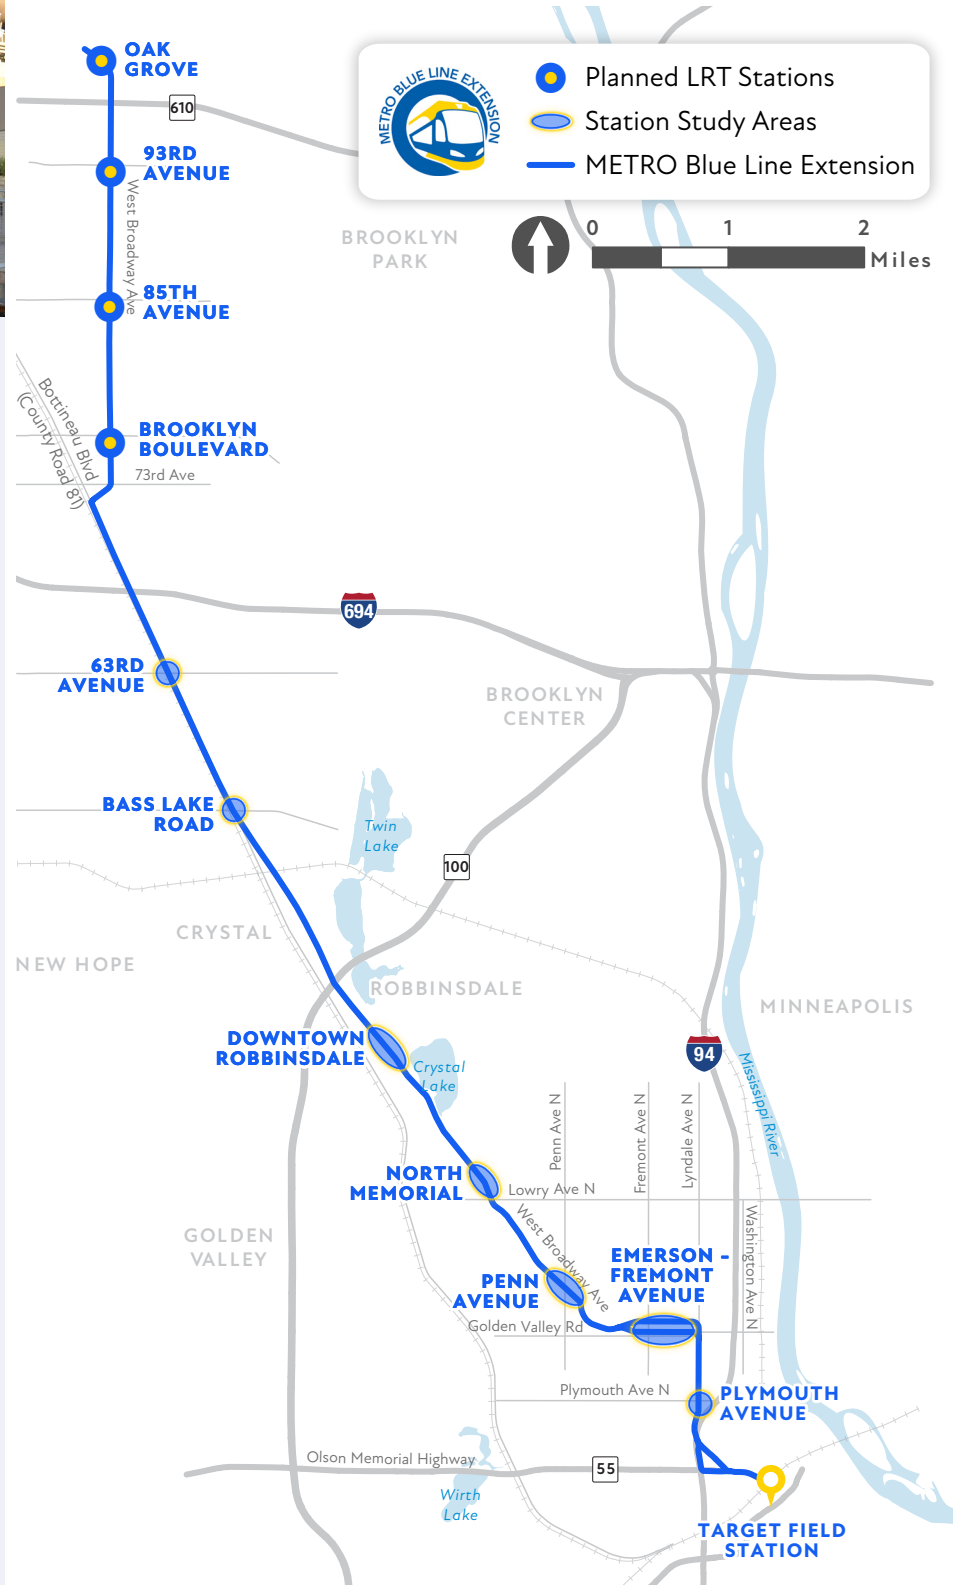 OAK
GROVE
METRO BLUE LINE EXTENSION
Planned LRT Stations
Station Study Areas
METRO Blue Line Extension
610
93RD
AVENUE
West Broadway Ave
0 1 2
Miles
BROOKLYN
PARK
85TH
AVENUE
Bottineau Blvd
(County Road 81)
BROOKLYN
BOULEVARD
73rd Ave
694
63RD
AVENUE
BROOKLYN
CENTER
BASS LAKE
ROAD
Twin
Lake
100
CRYSTAL
NEW HOPE
ROBBINSDALE
MINNEAPOLIS
DOWNTOWN
ROBBINSDALE
Crystal
Lake
94
Mississippi River
Penn Ave N
Fremont Ave N
Lyndale Ave N
NORTH
MEMORIAL
Lowry Ave N
West Broadway Ave
Washington Ave N
GOLDEN
VALLEY
EMERSON -
FREMONT
AVENUE
PENN
AVENUE
Golden Valley Rd
Plymouth Ave N
PLYMOUTH
AVENUE
Olson Memorial Highway
55
Wirth
Lake
TARGET FIELD
STATION